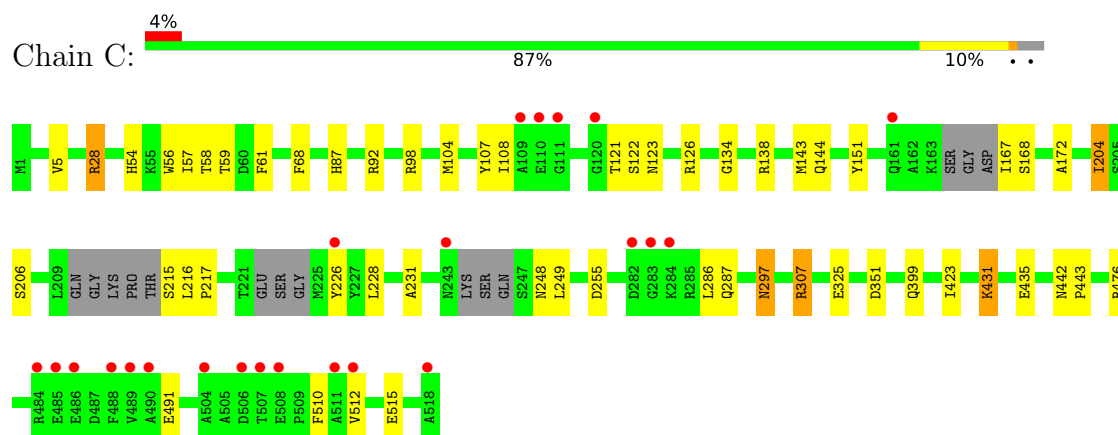 4%
Chain C:
87% 10% • •
M1 V5 R28 H54 K55 W56 I57 T58 T59 D60 F61 F68 H87 R92 R98 M104 Y107 I108 A109 E110 G111 G120 T121 S122 N123 R126 G134 R138 M143 Q144 Y151 Q161 A162 K163 SER GLY ASP I167 S168 A172 I204 S205
S206 L209 GLN GLY LYS PRO THR S215 L216 P217 T221 GLU SER GLY M225 Y226 Y227 L228 A231 N243 LYS SER GLN S247 N248 L249 D255 D282 G283 K284 R285 L286 Q287 N297 R307 E325 D351 Q399 I423 K431 E435 N442 P443
R484 E485 E486 D487 F488 V489 A490 E491 A504 A505 D506 T507 E508 P509 F510 A511 V512 E515 A518